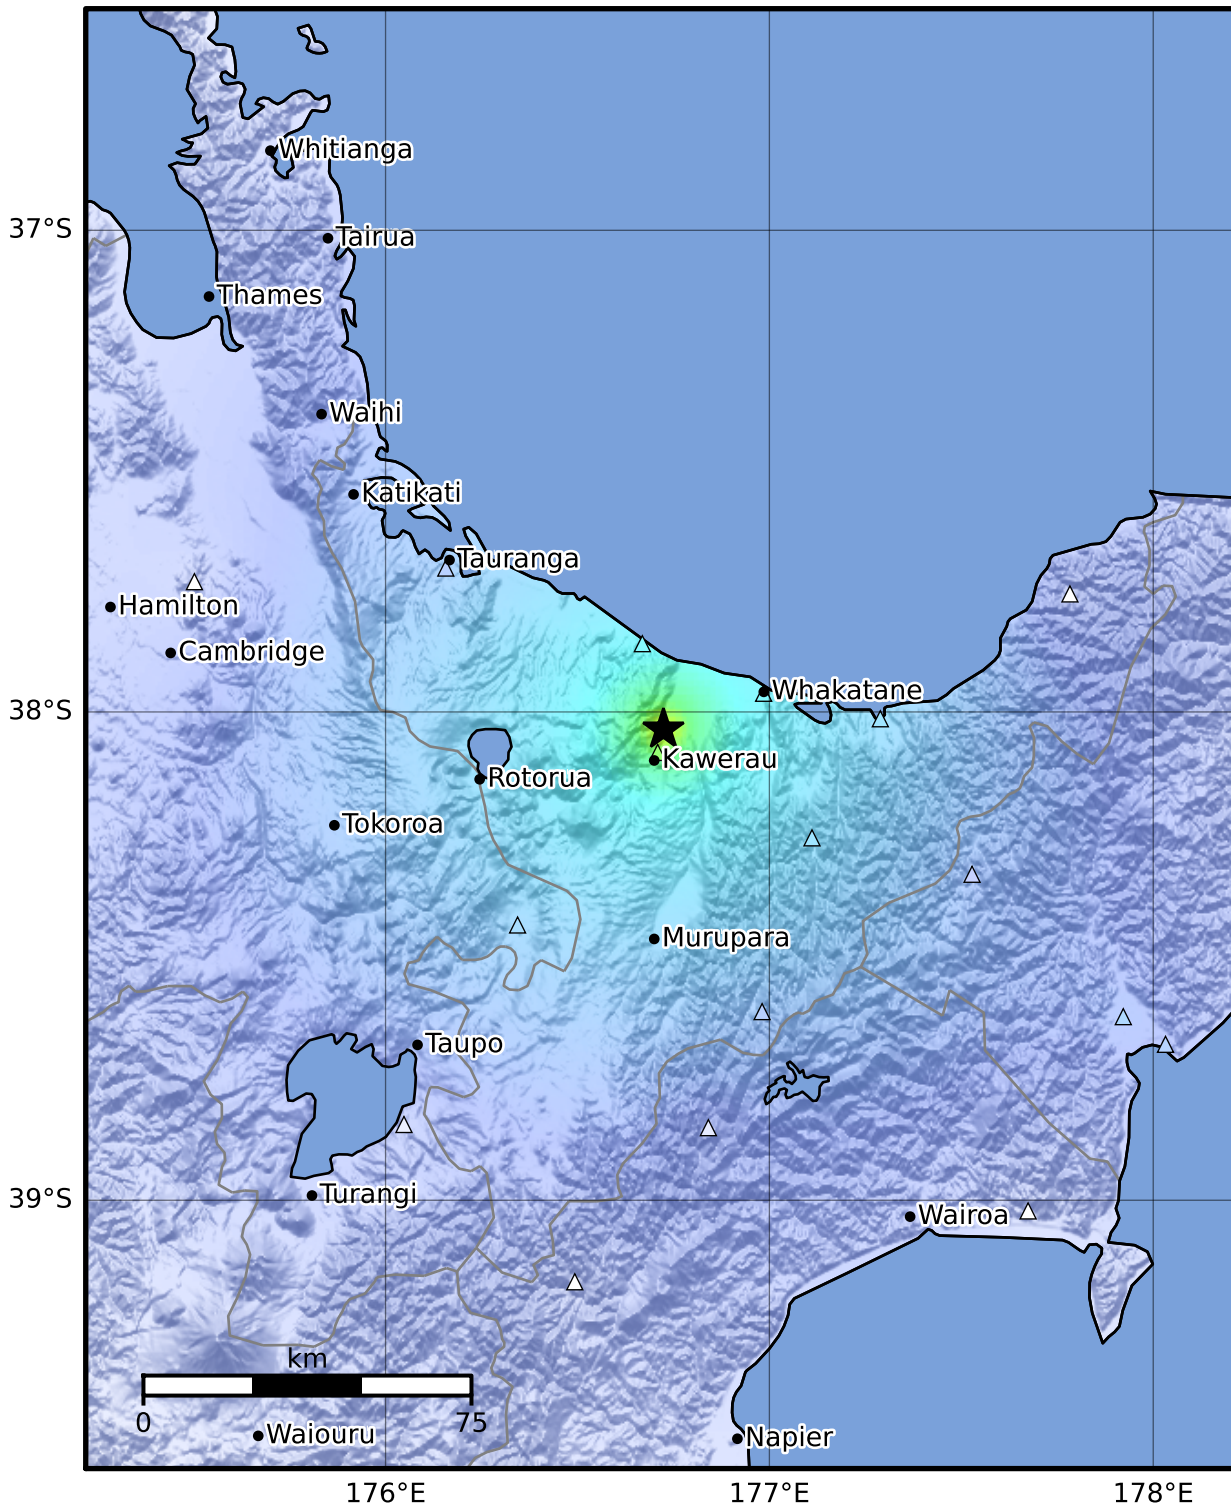 Whitianga
37°S
Tairua
Thames
Waihi
Katikati
Tauranga
Hamilton
Cambridge
Whakatane
38°S
Kawerau
Rotorua
Tokoroa
Murupara
Taupo
Turangi
39°S
Wairoa
km
0 75
Waiouru
Napier
176°E 177°E 178°E